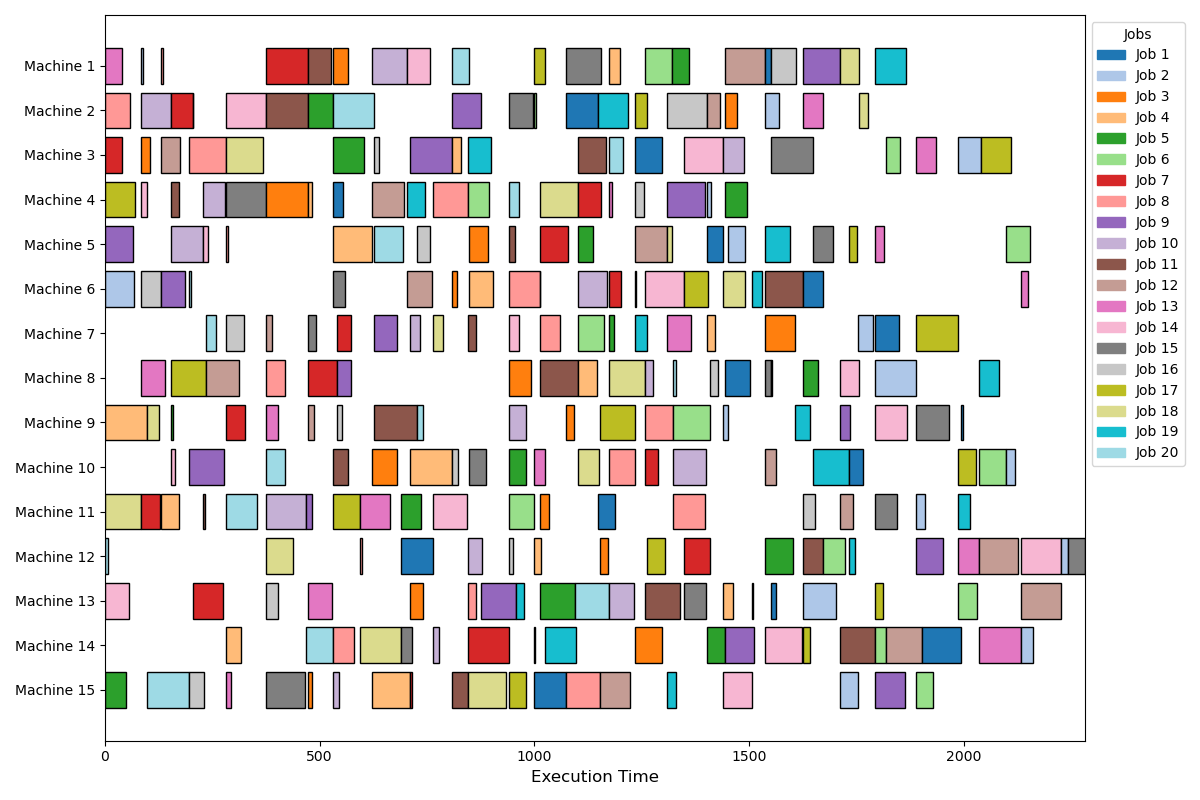 Machine 1
Machine 2
Machine 3
Machine 4
Machine 5
Machine 6
Machine 7
Machine 8
Machine 9
Machine 10
Machine 11
Machine 12
Machine 13
Machine 14
Machine 15
0 500 1000 1500 2000
Execution Time
Jobs
Job 1
Job 2
Job 3
Job 4
Job 5
Job 6
Job 7
Job 8
Job 9
Job 10
Job 11
Job 12
Job 13
Job 14
Job 15
Job 16
Job 17
Job 18
Job 19
Job 20